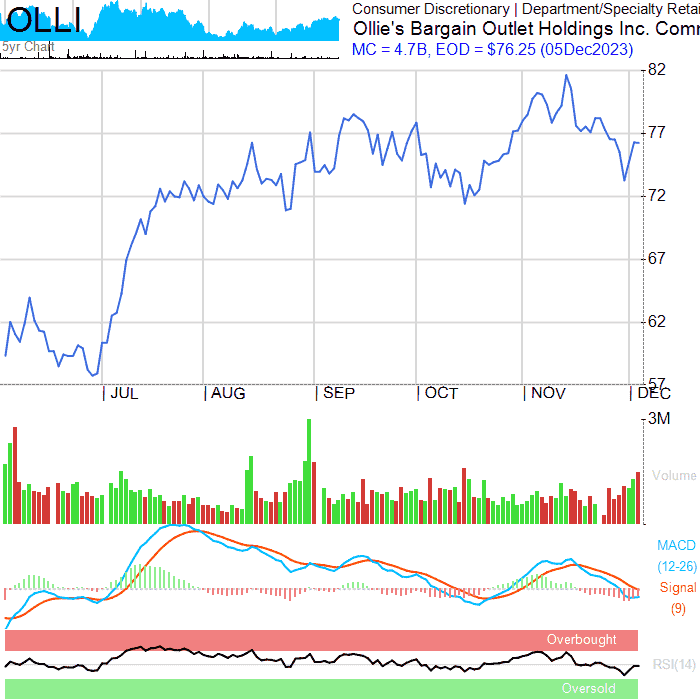 OLLI
5yr Chart
Consumer Discretionary | Department/Specialty Retai
Ollie's Bargain Outlet Holdings Inc. Comm
MC = 4.7B, EOD = $76.25 (05Dec2023)
82
77
72
67
62
57
| JUL | AUG | SEP | OCT | NOV | DEC
3M
Volume
MACD
(12-26)
Signal
(9)
Overbought
RSI(14)
Oversold